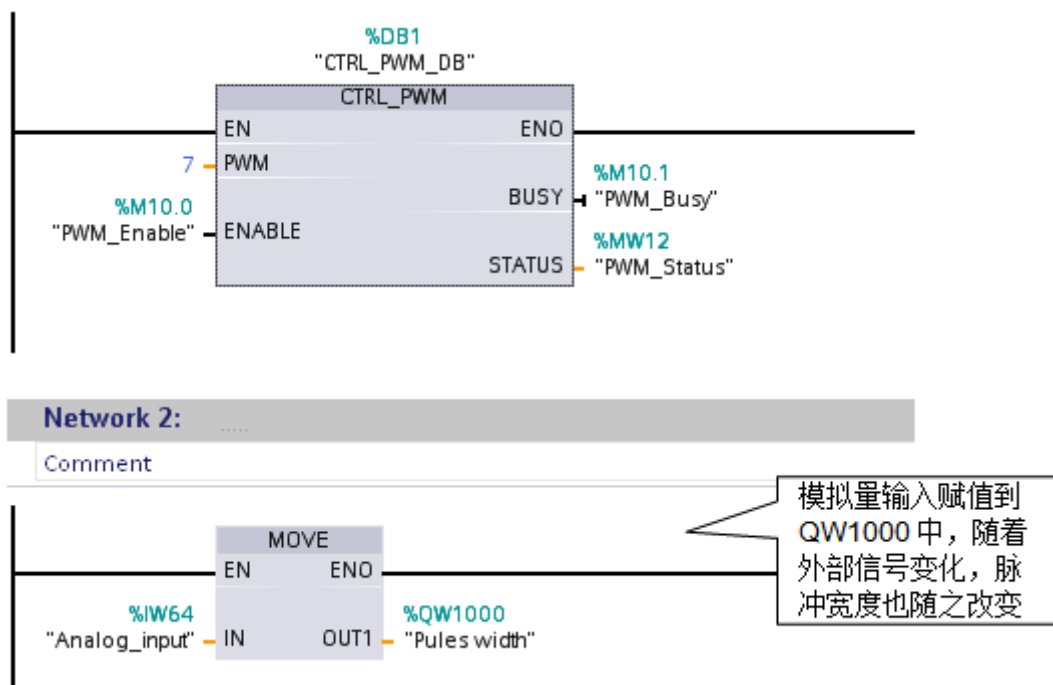 %DB1
"CTRL_PWM_DB"
CTRL_PWM
EN ENO
7 PWM
%M10.1
BUSY "PWM_Busy"
%M10.0
"PWM_Enable" ENABLE
%MW12
STATUS "PWM_Status"
Network 2: .....
Comment
模拟量输入赋值到
QW1000 中，随着
外部信号变化，脉
冲宽度也随之改变
MOVE
EN ENO
%IW64 %QW1000
"Analog_input" IN OUT1 "Pules width"